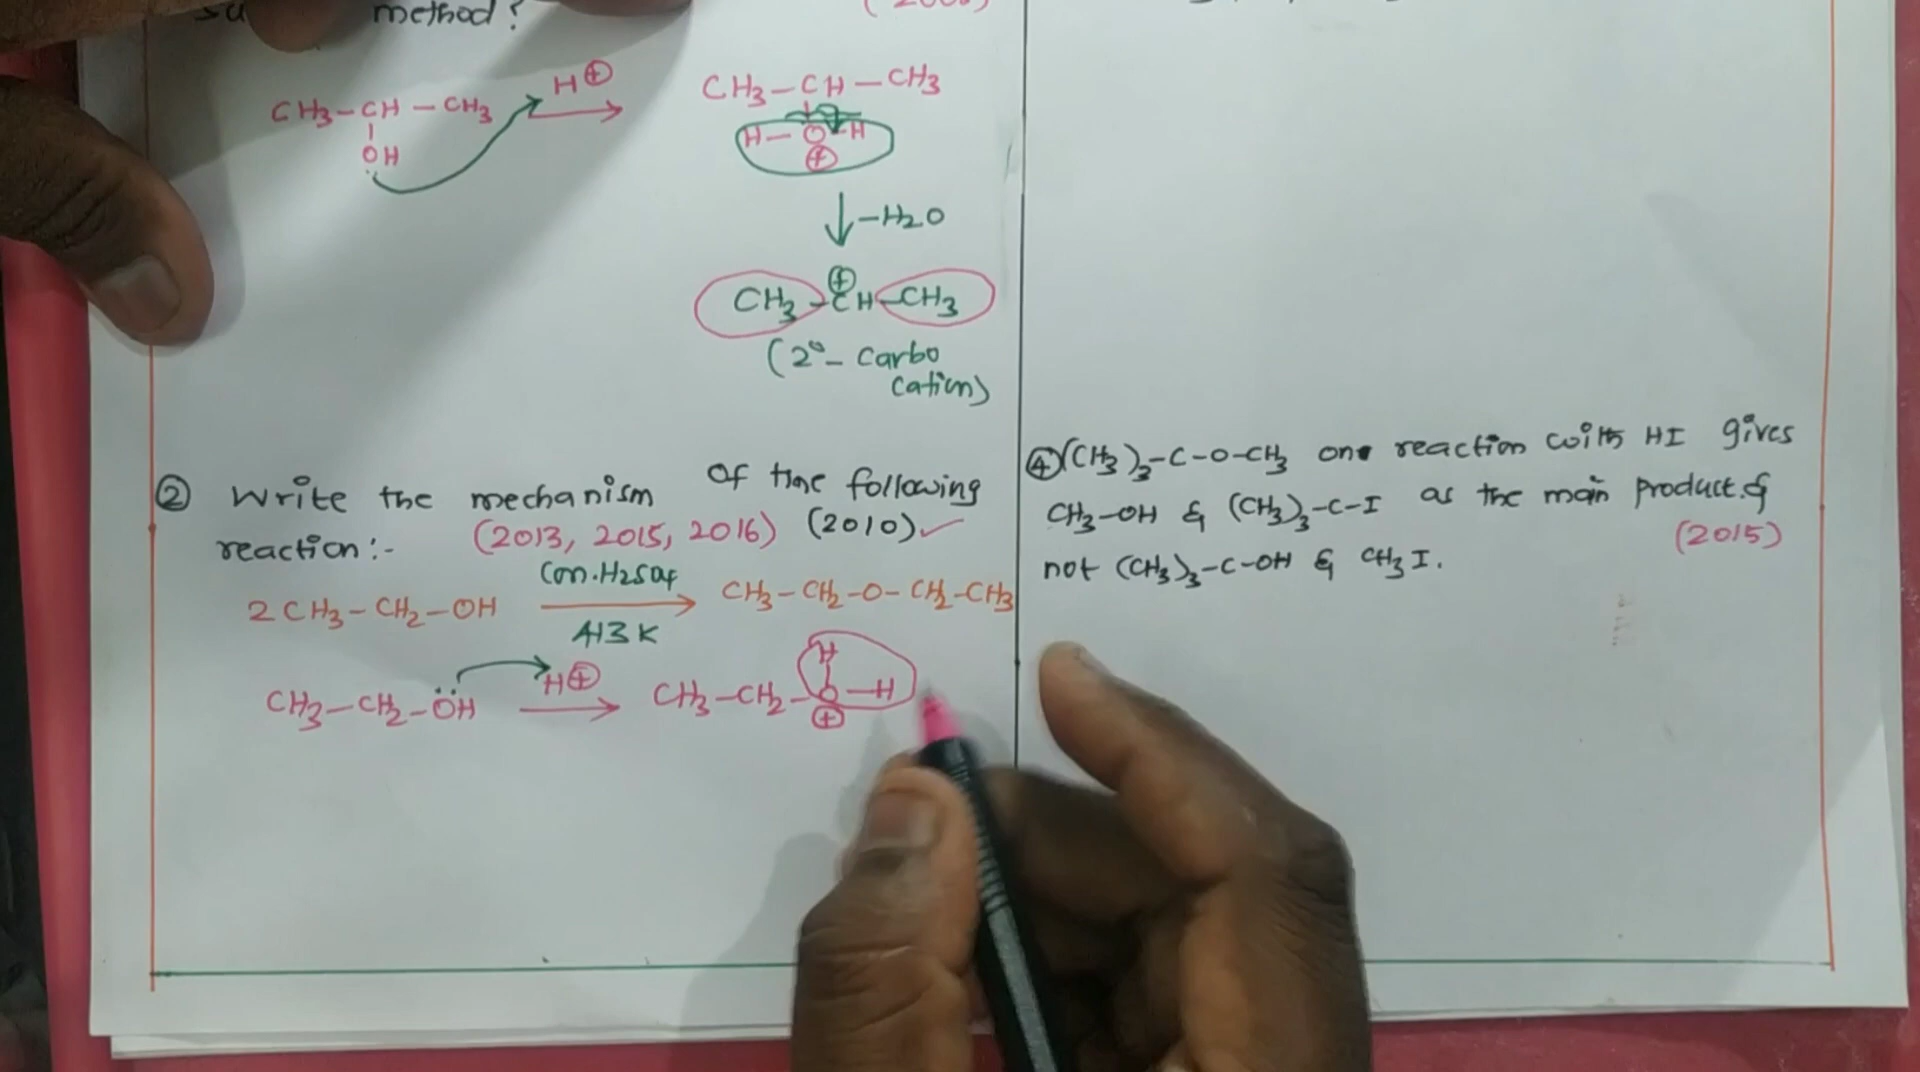 method?
CH3-CH-CH3 H⊕ CH3-CH-CH3
OH H-O-H
⊕
-H2O
⊕
CH3-CH-CH3
(2°- Carbo
cation)
② Write the mechanism of the following
reaction:- (2013, 2015, 2016) (2010)✓
Con.H2SO4
2CH3-CH2-OH CH3-CH2-O-CH2-CH3
413K
H
CH3-CH2-ÖH H⊕ CH3-CH2-O-H
⊕
④ (CH3)3-C-O-CH3 on reaction with HI gives
CH3-OH & (CH3)3-C-I as the main product &
(2015)
not (CH3)3-C-OH & CH3I.